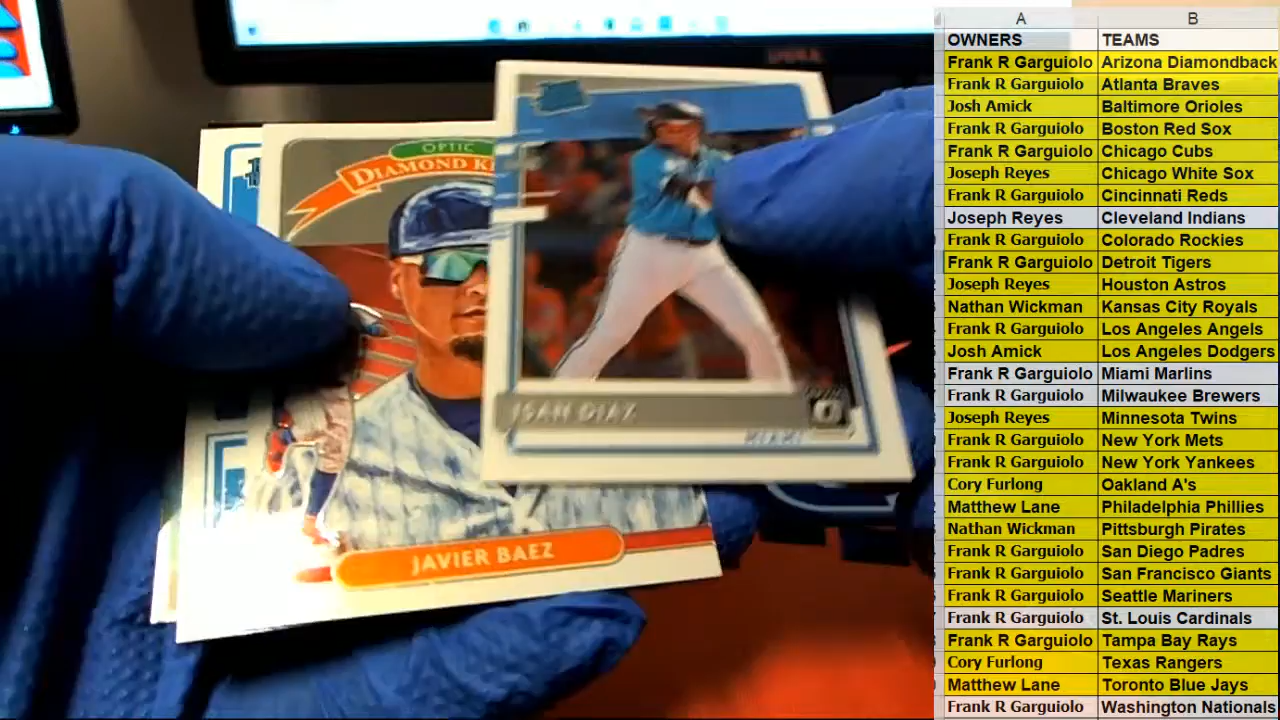 OPTIC
DIAMOND K
JAVIER BAEZ
ISAN DIAZ
MIAMI
A B
OWNERS TEAMS
Frank R Garguiolo Arizona Diamondback
Frank R Garguiolo Atlanta Braves
Josh Amick Baltimore Orioles
Frank R Garguiolo Boston Red Sox
Frank R Garguiolo Chicago Cubs
Joseph Reyes Chicago White Sox
Frank R Garguiolo Cincinnati Reds
Joseph Reyes Cleveland Indians
Frank R Garguiolo Colorado Rockies
Frank R Garguiolo Detroit Tigers
Joseph Reyes Houston Astros
Nathan Wickman Kansas City Royals
Frank R Garguiolo Los Angeles Angels
Josh Amick Los Angeles Dodgers
Frank R Garguiolo Miami Marlins
Frank R Garguiolo Milwaukee Brewers
Joseph Reyes Minnesota Twins
Frank R Garguiolo New York Mets
Frank R Garguiolo New York Yankees
Cory Furlong Oakland A's
Matthew Lane Philadelphia Phillies
Nathan Wickman Pittsburgh Pirates
Frank R Garguiolo San Diego Padres
Frank R Garguiolo San Francisco Giants
Frank R Garguiolo Seattle Mariners
Frank R Garguiolo St. Louis Cardinals
Frank R Garguiolo Tampa Bay Rays
Cory Furlong Texas Rangers
Matthew Lane Toronto Blue Jays
Frank R Garguiolo Washington Nationals